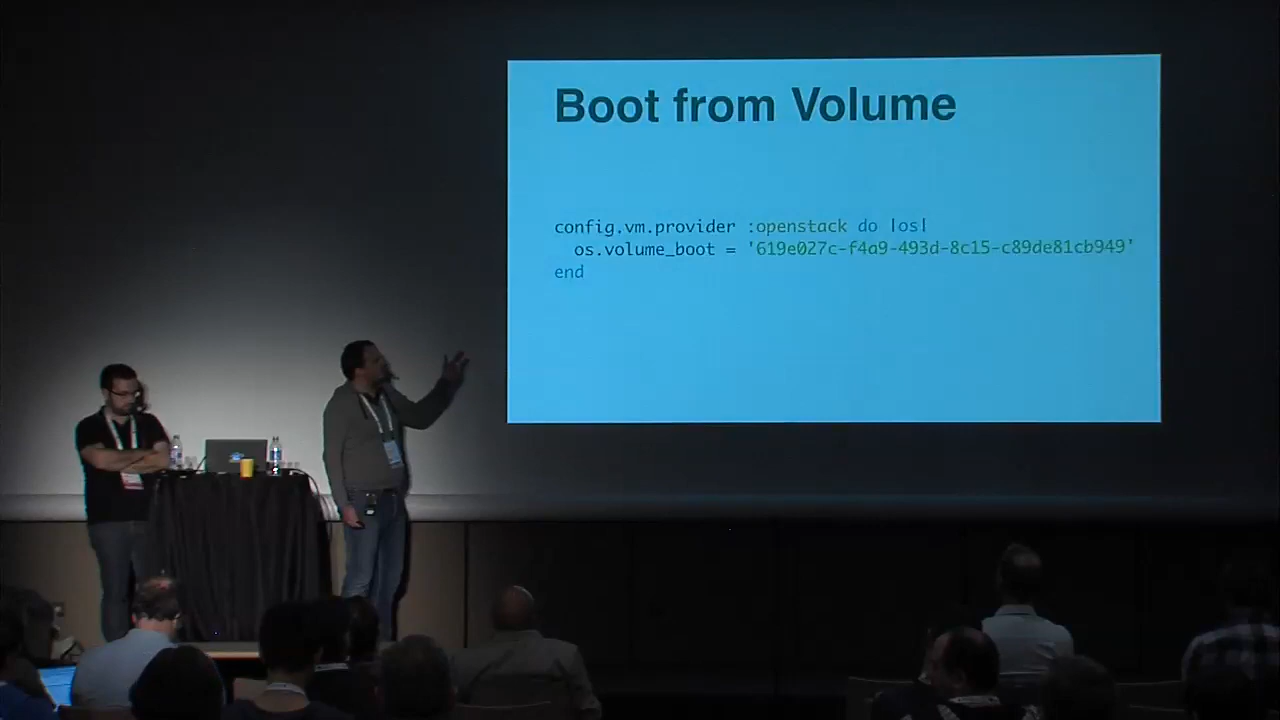 Boot from Volume
config.vm.provider :openstack do |os|
os.volume_boot = '619e027c-f4a9-493d-8c15-c89de81cb949'
end